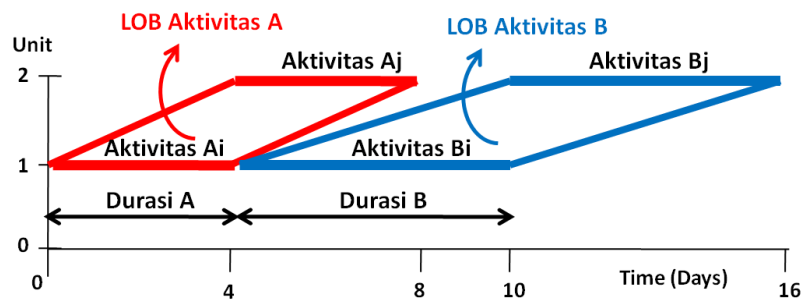 LOB Aktivitas A
LOB Aktivitas B
Unit
Aktivitas Aj
Aktivitas Bj
2
Aktivitas Ai
Aktivitas Bi
1
Durasi A
Durasi B
0
Time (Days)
0
4
8
10
16